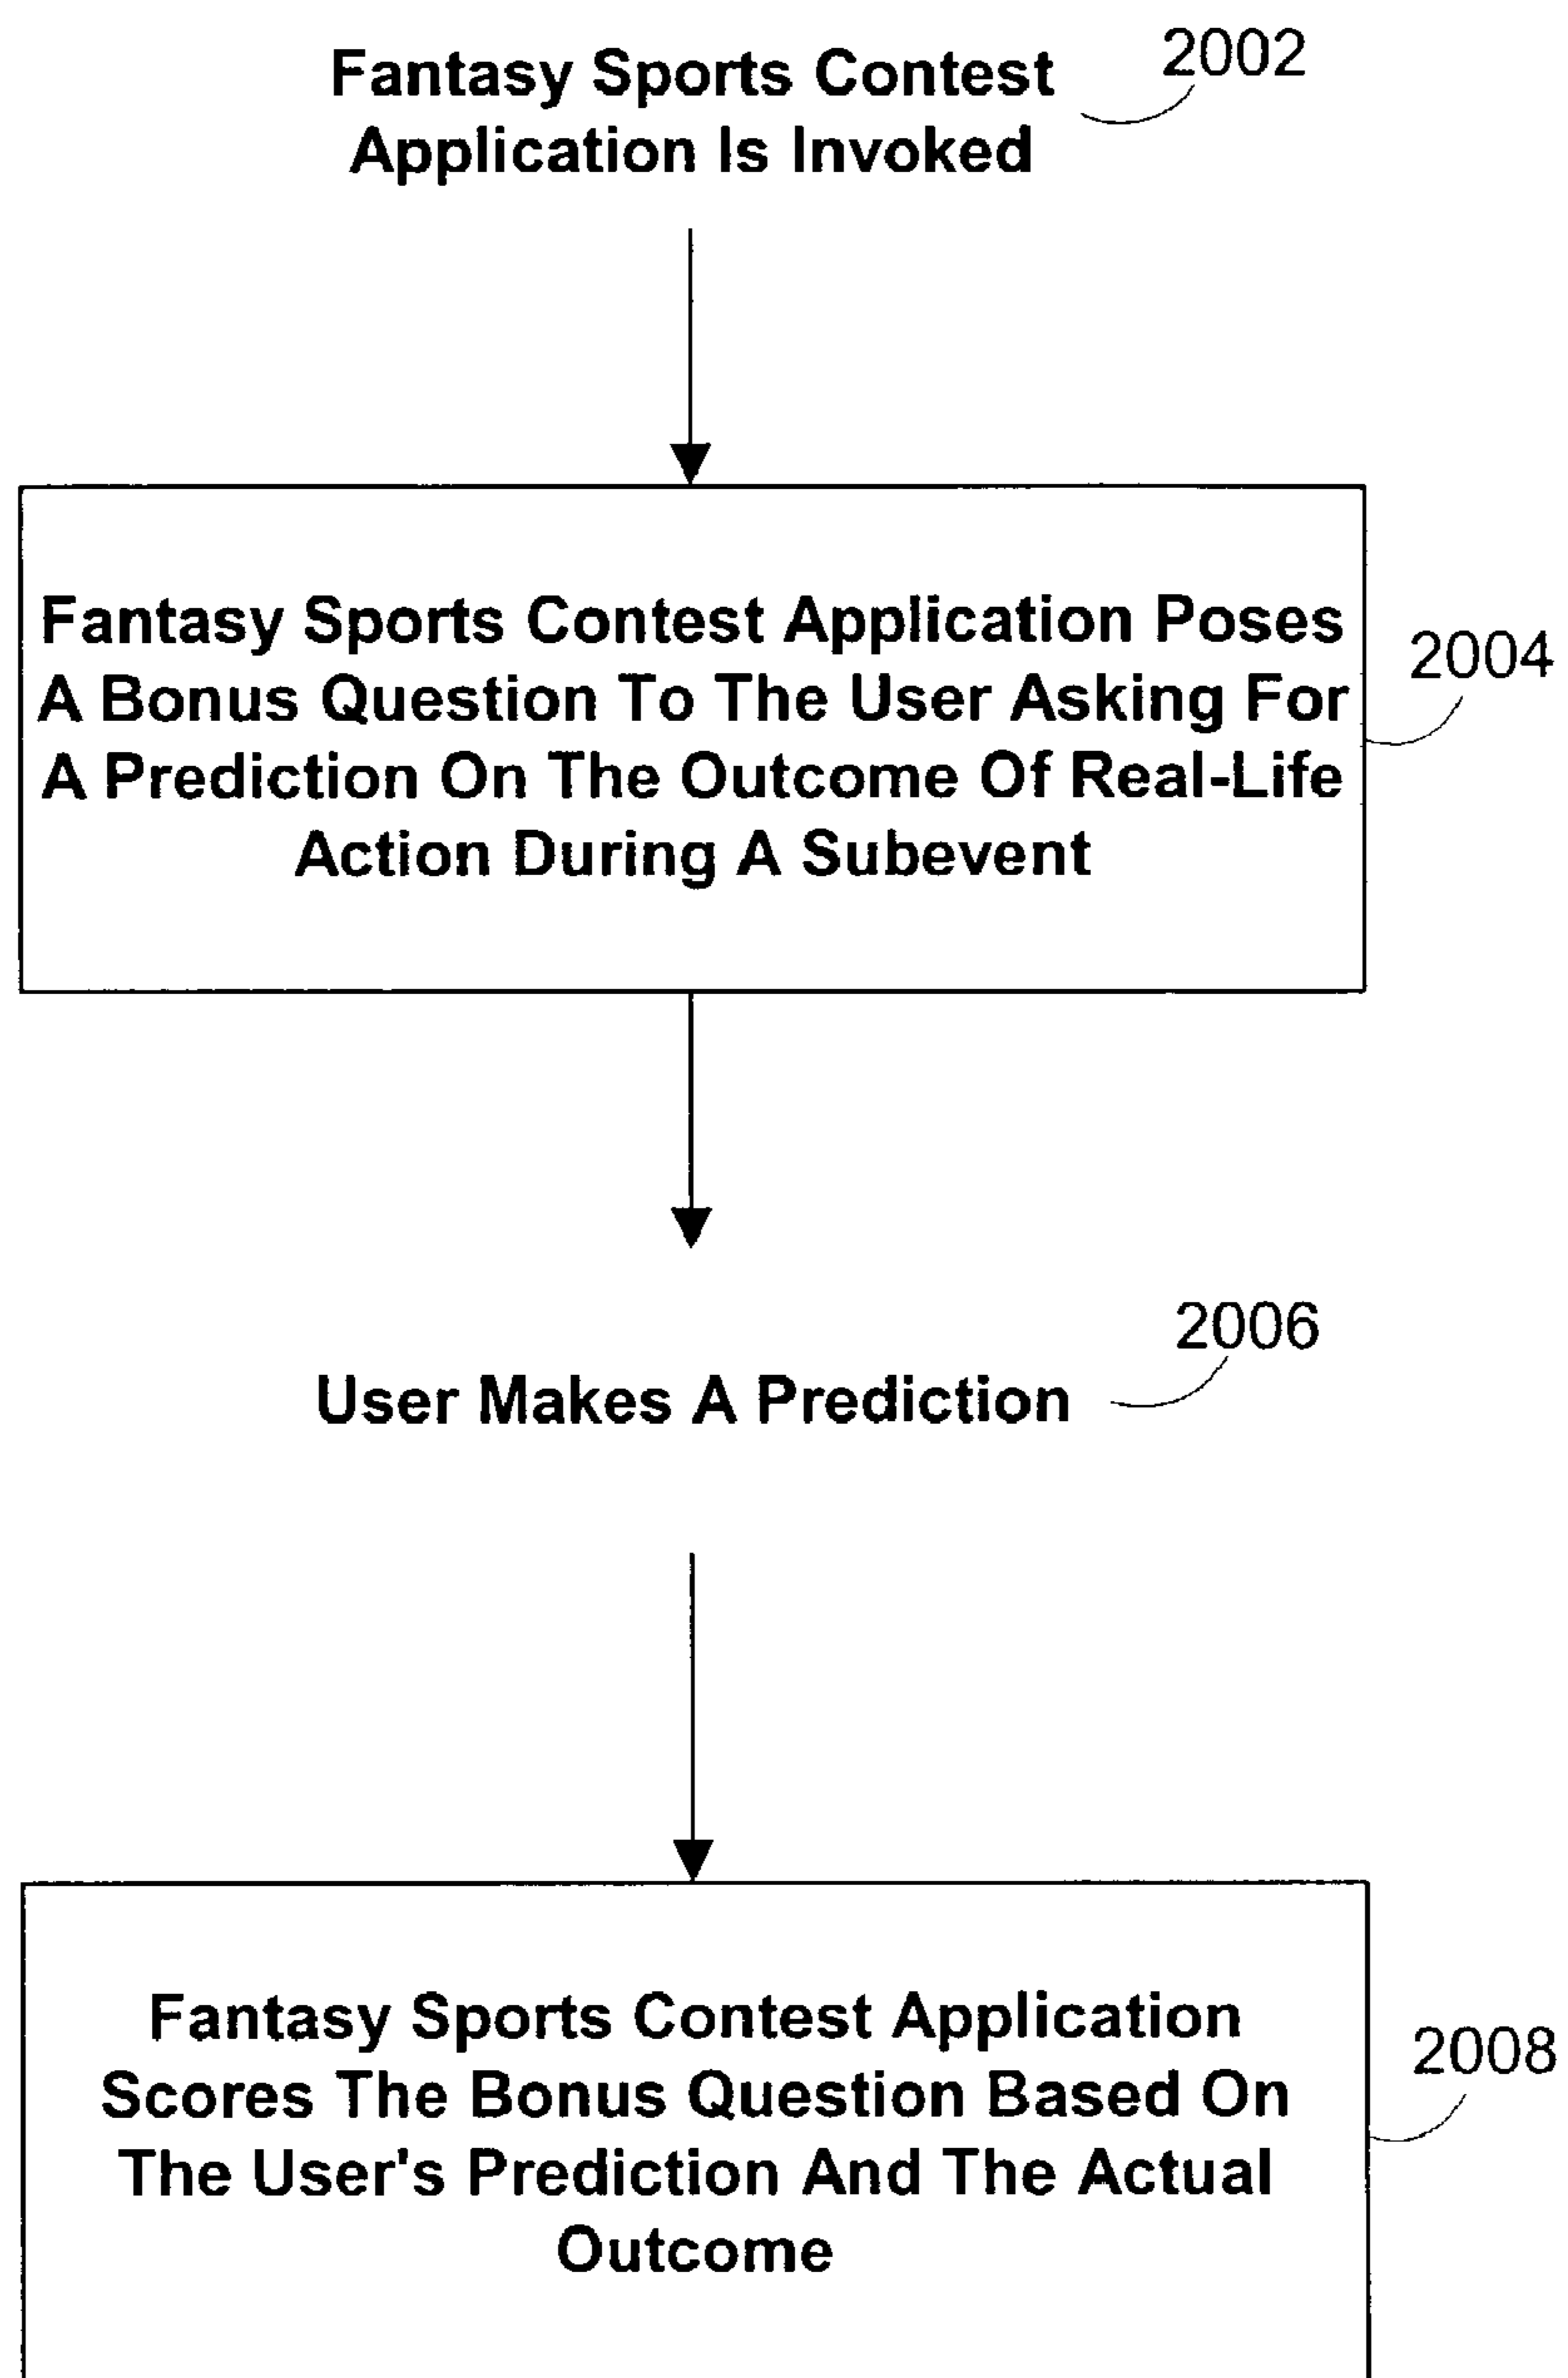 Fantasy Sports Contest
Application Is Invoked
2002
Fantasy Sports Contest Application Poses
A Bonus Question To The User Asking For
A Prediction On The Outcome Of Real-Life
Action During A Subevent
2004
2006
User Makes A Prediction
Fantasy Sports Contest Application
Scores The Bonus Question Based On
The User's Prediction And The Actual
Outcome
2008